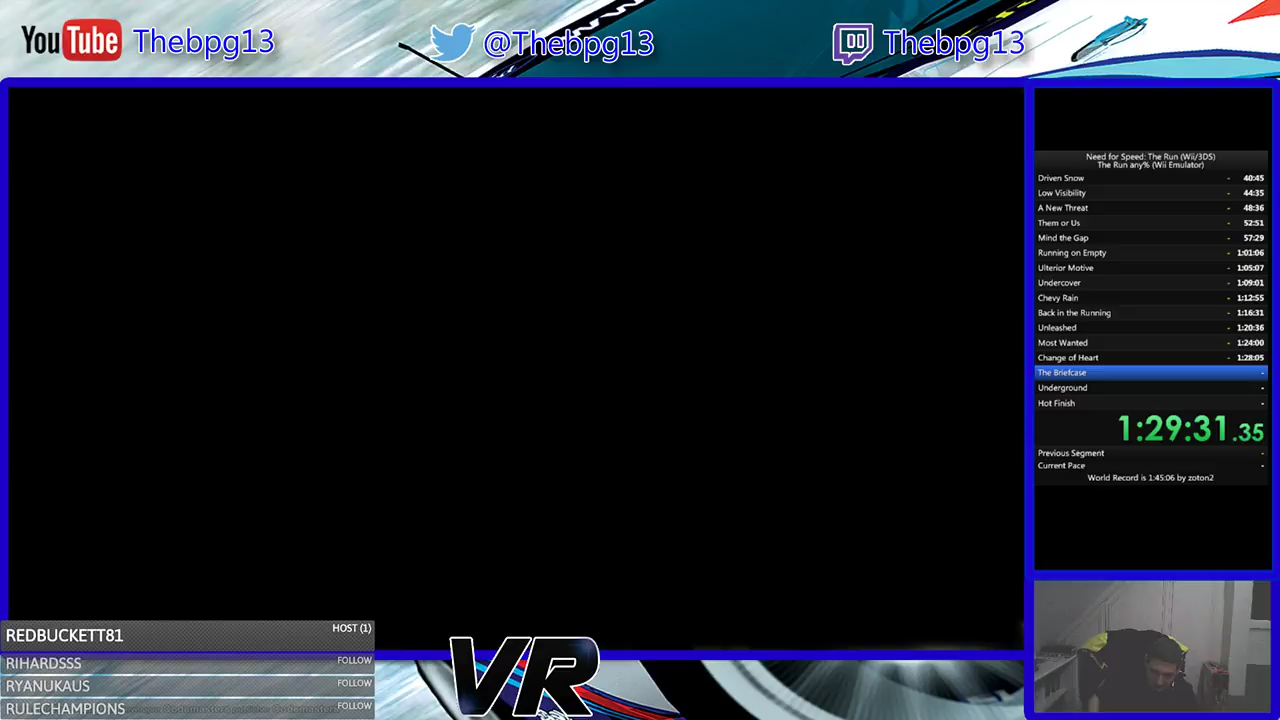 YouTube Thebpg13
@Thebpg13
Thebpg13
Need for Speed: The Run (Wii/3DS)
The Run any% (Wii Emulator)
Driven Snow - 40:45
Low Visibility - 44:35
A New Threat - 48:36
Them or Us - 52:51
Mind the Gap - 57:29
Running on Empty - 1:01:06
Ulterior Motive - 1:05:07
Undercover - 1:09:01
Chevy Rain - 1:12:55
Back in the Running - 1:16:31
Unleashed - 1:20:36
Most Wanted - 1:24:00
Change of Heart - 1:28:05
The Briefcase -
Underground -
Hot Finish -
1:29:31.35
Previous Segment -
Current Pace -
World Record is 1:45:06 by zoton2
REDBUCKETT81 HOST (1)
RIHARDSSS FOLLOW
RYANUKAUS FOLLOW
RULECHAMPIONS FOLLOW
VR